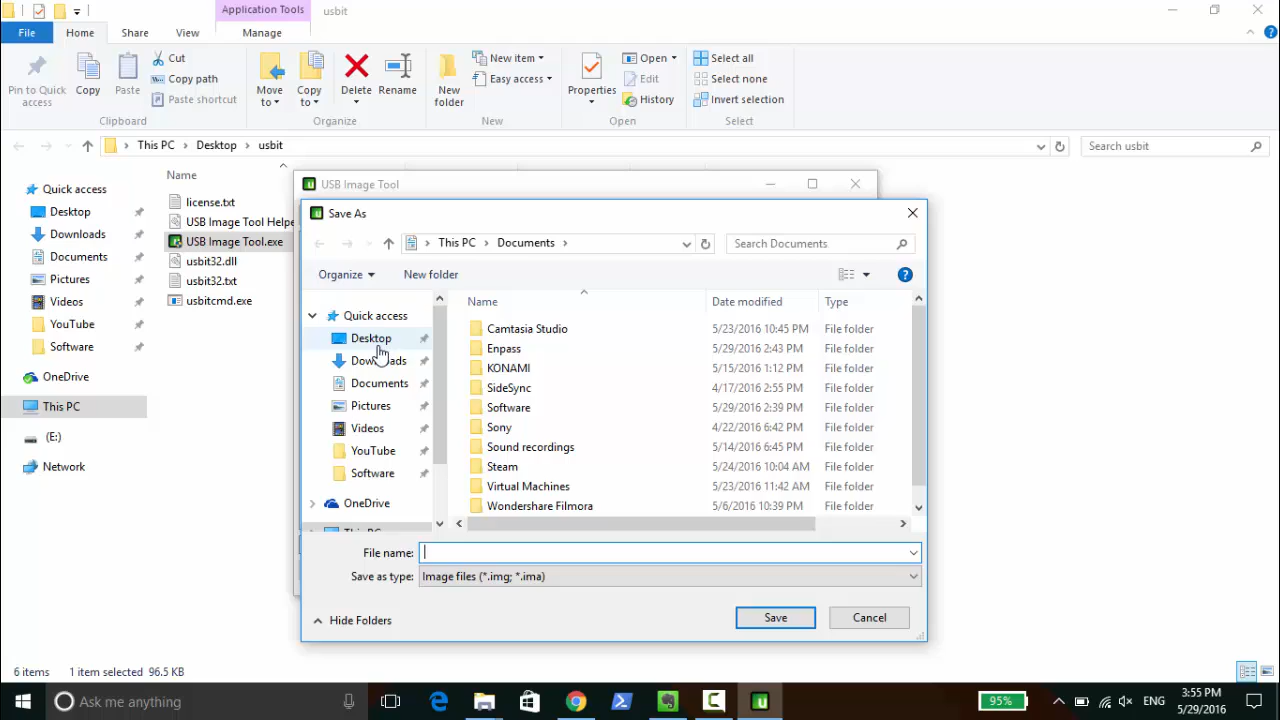 Application Tools
usbit
File
Home
Share
View
Manage
Pin to Quick access
Copy
Paste
Cut
Copy path
Paste shortcut
Clipboard
Move to
Copy to
Delete
Rename
Organize
New folder
New item
Easy access
New
Properties
Open
Edit
History
Open
Select all
Select none
Invert selection
Select
This PC
Desktop
usbit
Search usbit
Quick access
Desktop
Downloads
Documents
Pictures
Videos
YouTube
Software
OneDrive
This PC
(E:)
Network
Name
license.txt
USB Image Tool Helpe
USB Image Tool.exe
usbit32.dll
usbit32.txt
usbitcmd.exe
USB Image Tool
Save As
This PC
Documents
Search Documents
Organize
New folder
Quick access
Desktop
Downloads
Documents
Pictures
Videos
YouTube
Software
OneDrive
This PC
Name
Date modified
Type
Camtasia Studio 5/23/2016 10:45 PM File folder
Enpass 5/29/2016 2:43 PM File folder
KONAMI 5/15/2016 1:12 PM File folder
SideSync 4/17/2016 2:55 PM File folder
Software 5/29/2016 2:39 PM File folder
Sony 4/22/2016 6:42 PM File folder
Sound recordings 5/14/2016 6:45 PM File folder
Steam 5/24/2016 10:04 AM File folder
Virtual Machines 5/23/2016 11:42 AM File folder
Wondershare Filmora 5/6/2016 10:39 PM File folder
File name:
Save as type: Image files (*.img; *.ima)
Hide Folders
Save
Cancel
6 items
1 item selected 96.5 KB
Ask me anything
95%
ENG
3:55 PM
5/29/2016